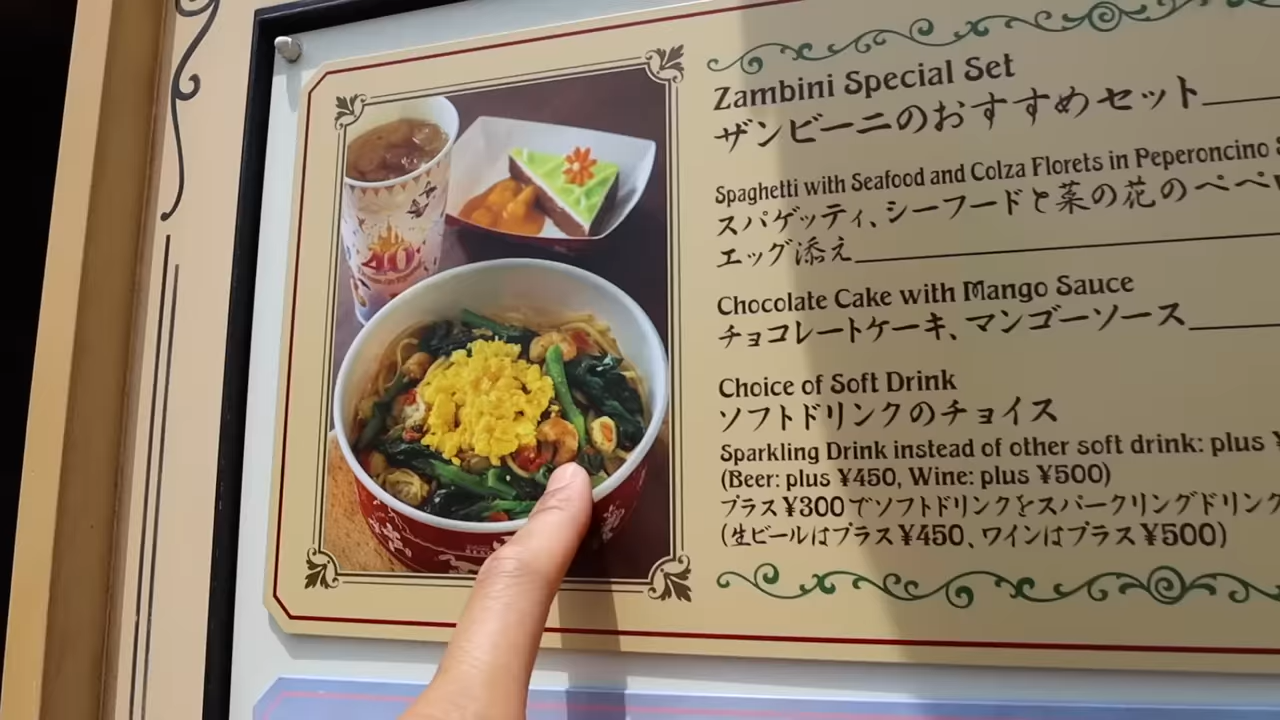 Zambini Special Set
ザンビーニのおすすめセット
Spaghetti with Seafood and Colza Florets in Peperoncino
スパゲッティ、シーフードと菜の花のペペ
エッグ添え
Chocolate Cake with Mango Sauce
チョコレートケーキ、マンゴーソース
Choice of Soft Drink
ソフトドリンクのチョイス
Sparkling Drink instead of other soft drink: plus
(Beer: plus ¥450, Wine: plus ¥500)
プラス¥300でソフトドリンクをスパークリングドリンク
(生ビールはプラス¥450、ワインはプラス¥500)
40